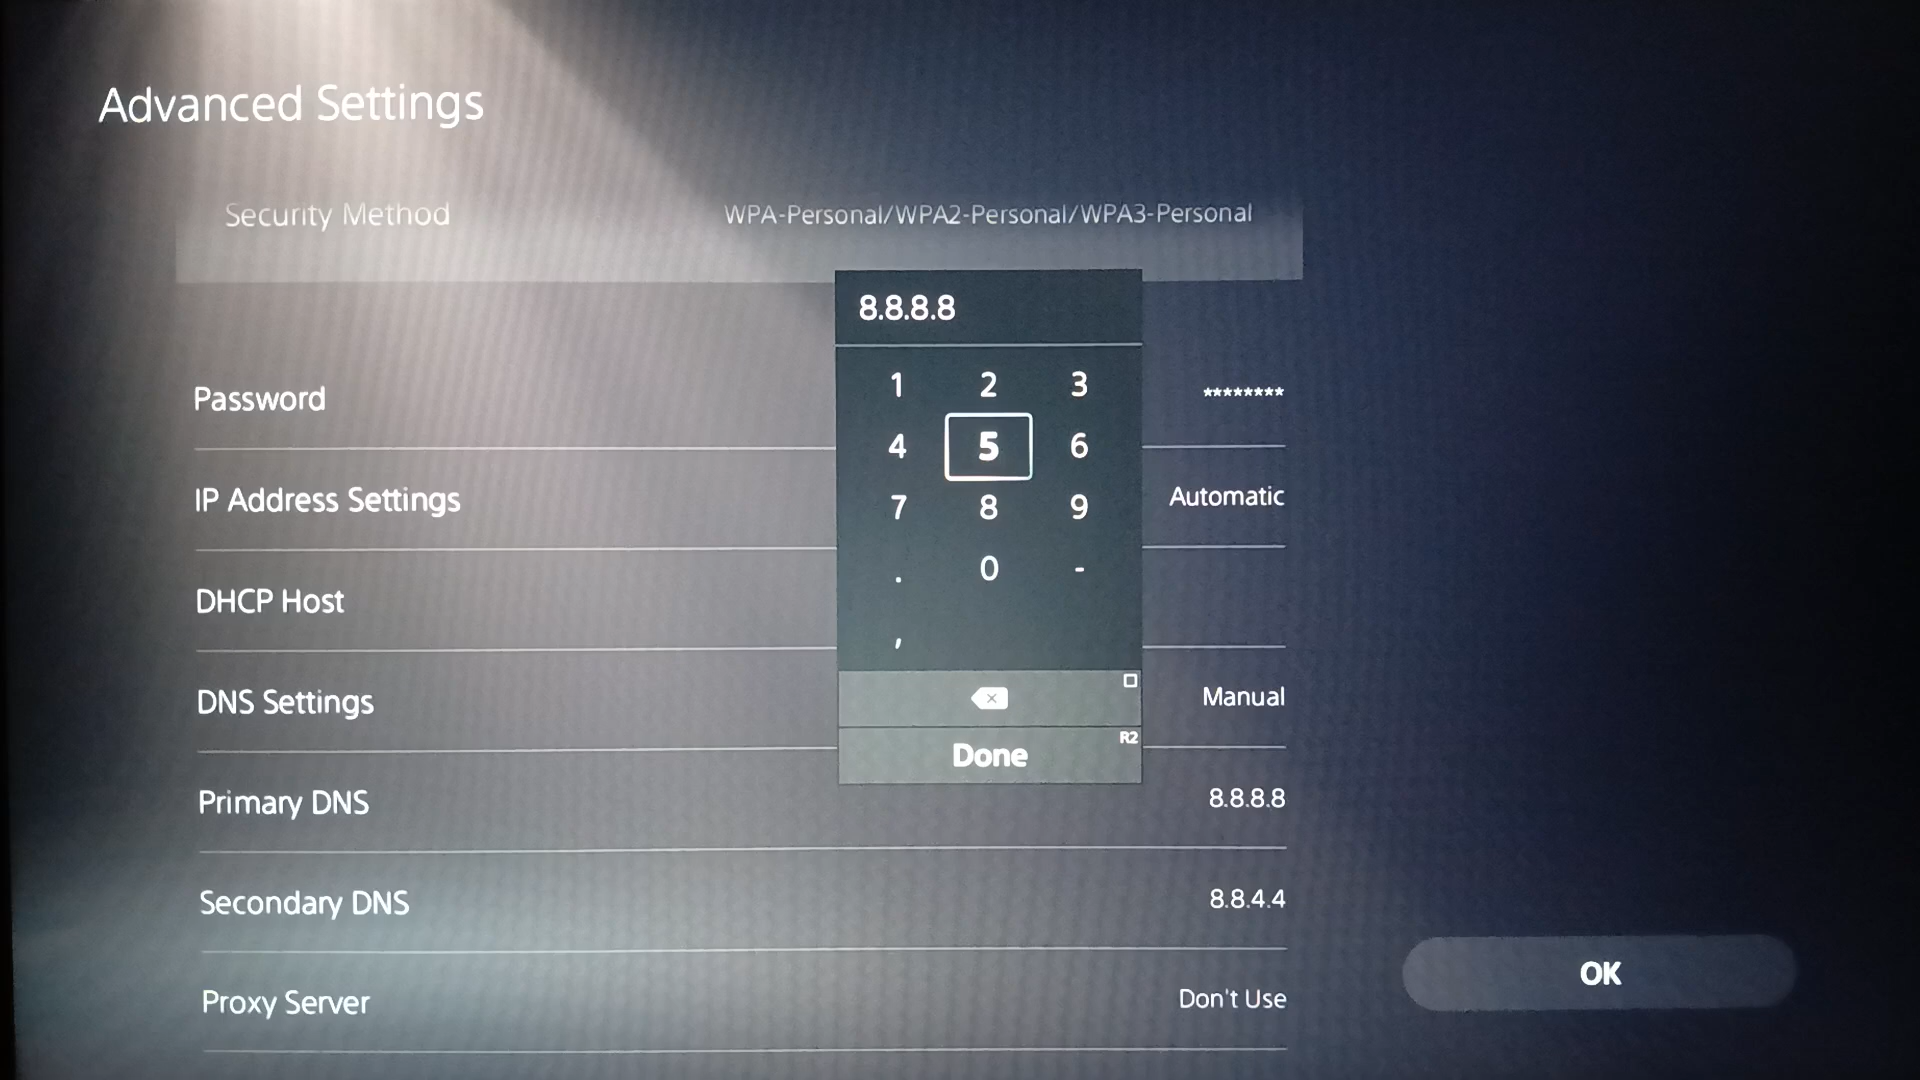 Advanced Settings
Security Method WPA-Personal/WPA2-Personal/WPA3-Personal
8.8.8.8
1 2 3
Password ********
4 5 6
IP Address Settings Automatic
7 8 9
. 0 -
DHCP Host
,
DNS Settings Manual
R2
Done
Primary DNS 8.8.8.8
Secondary DNS 8.8.4.4
OK
Proxy Server Don't Use